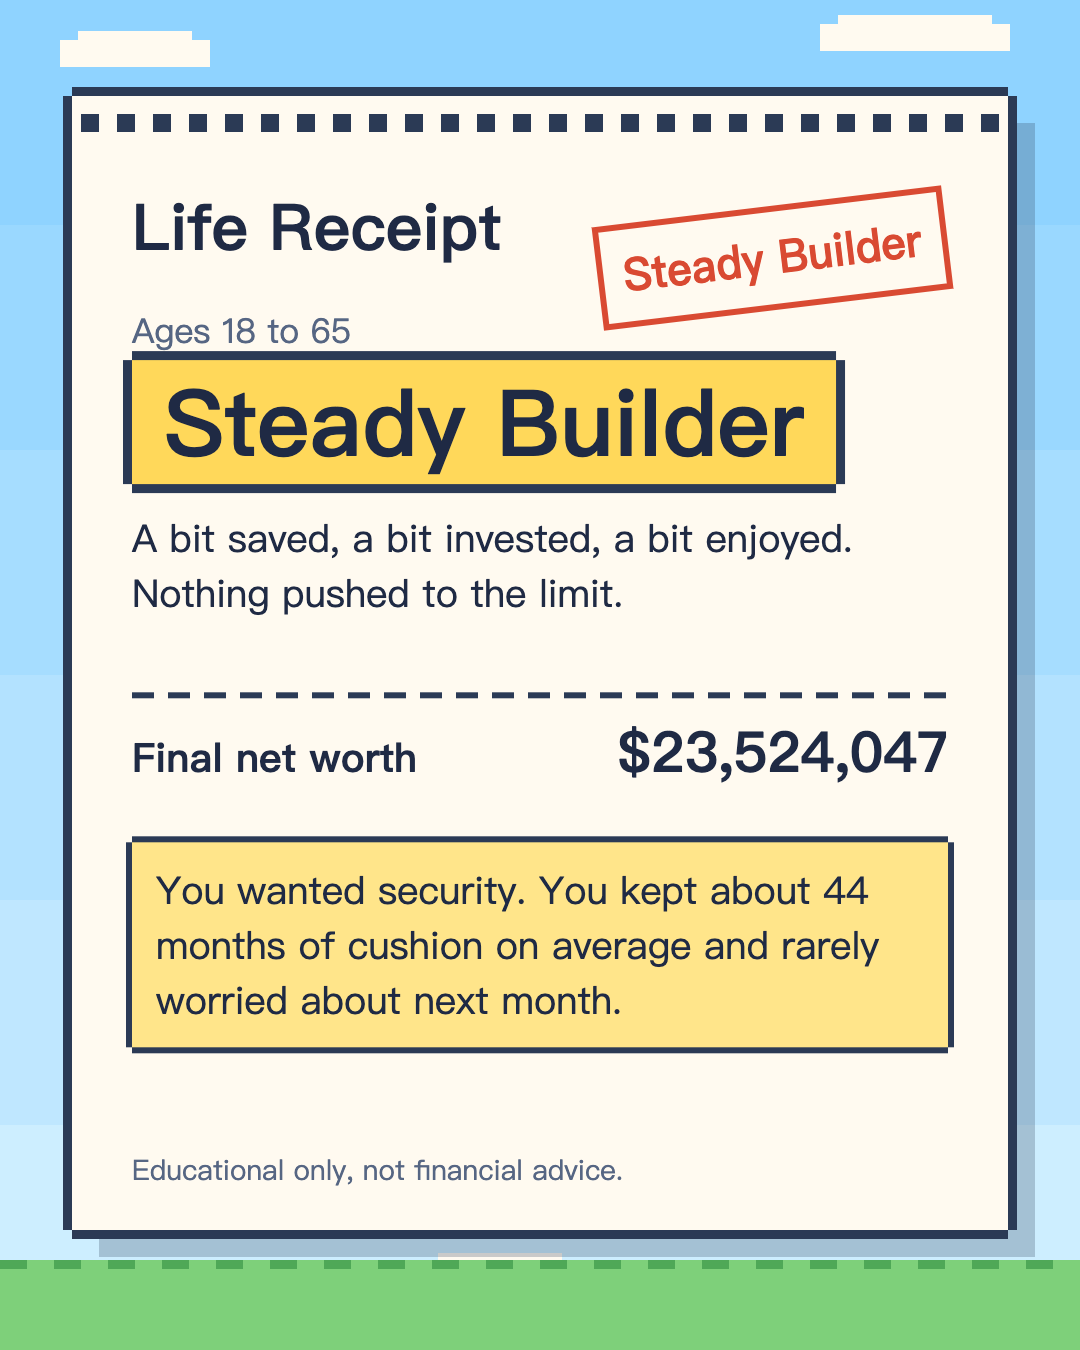 Life Receipt
Steady Builder
Ages 18 to 65
Steady Builder
A bit saved, a bit invested, a bit enjoyed.
Nothing pushed to the limit.
Final net worth $23,524,047
You wanted security. You kept about 44
months of cushion on average and rarely
worried about next month.
Educational only, not financial advice.